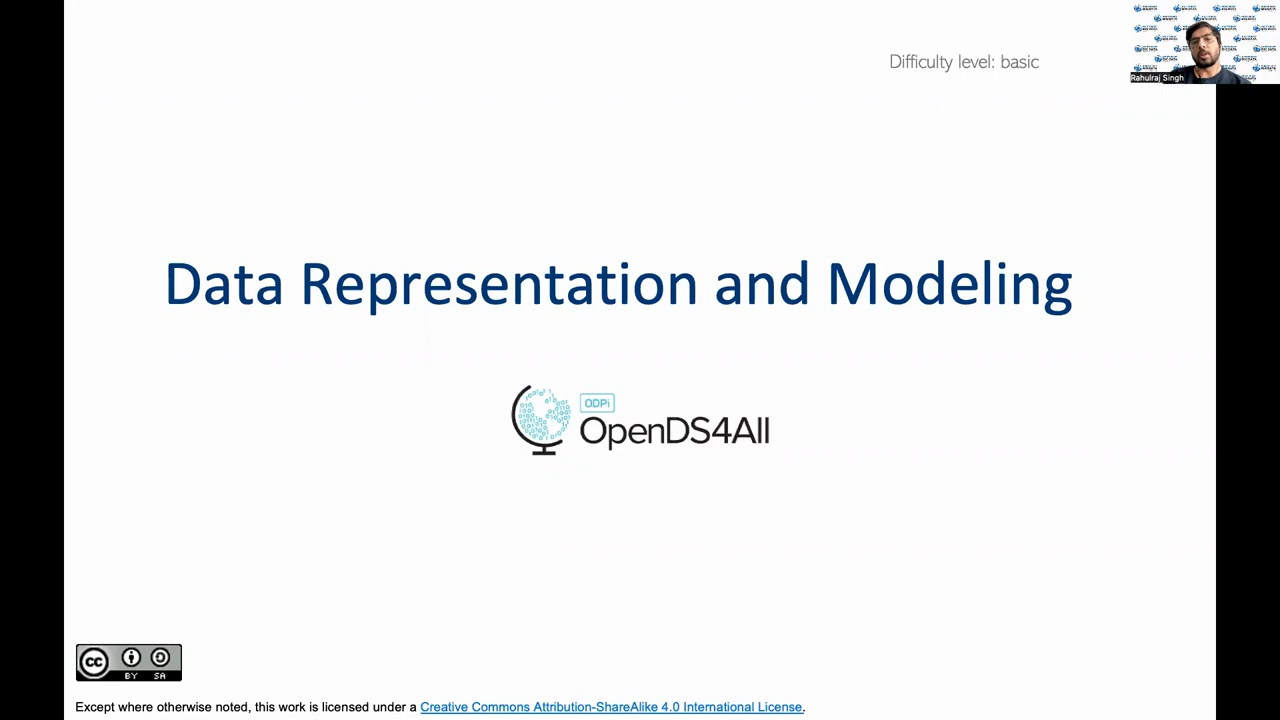 Difficulty level: basic
Rahulraj Singh
Data Representation and Modeling
ODPi
OpenDS4All
cc
BY SA
Except where otherwise noted, this work is licensed under a Creative Commons Attribution-ShareAlike 4.0 International License.